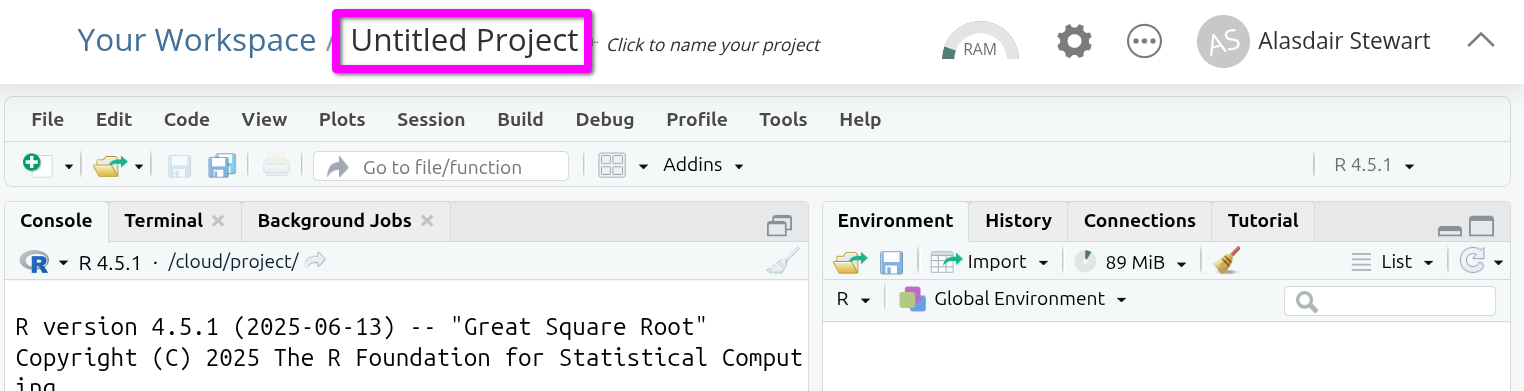 Your Workspace / Untitled Project Click to name your project RAM AS Alasdair Stewart
File Edit Code View Plots Session Build Debug Profile Tools Help
Go to file/function Addins R 4.5.1
Console Terminal Background Jobs
Environment History Connections Tutorial
R R 4.5.1 · /cloud/project/
Import 89 MiB List
R Global Environment
R version 4.5.1 (2025-06-13) -- "Great Square Root"
Copyright (C) 2025 The R Foundation for Statistical Comput
ing